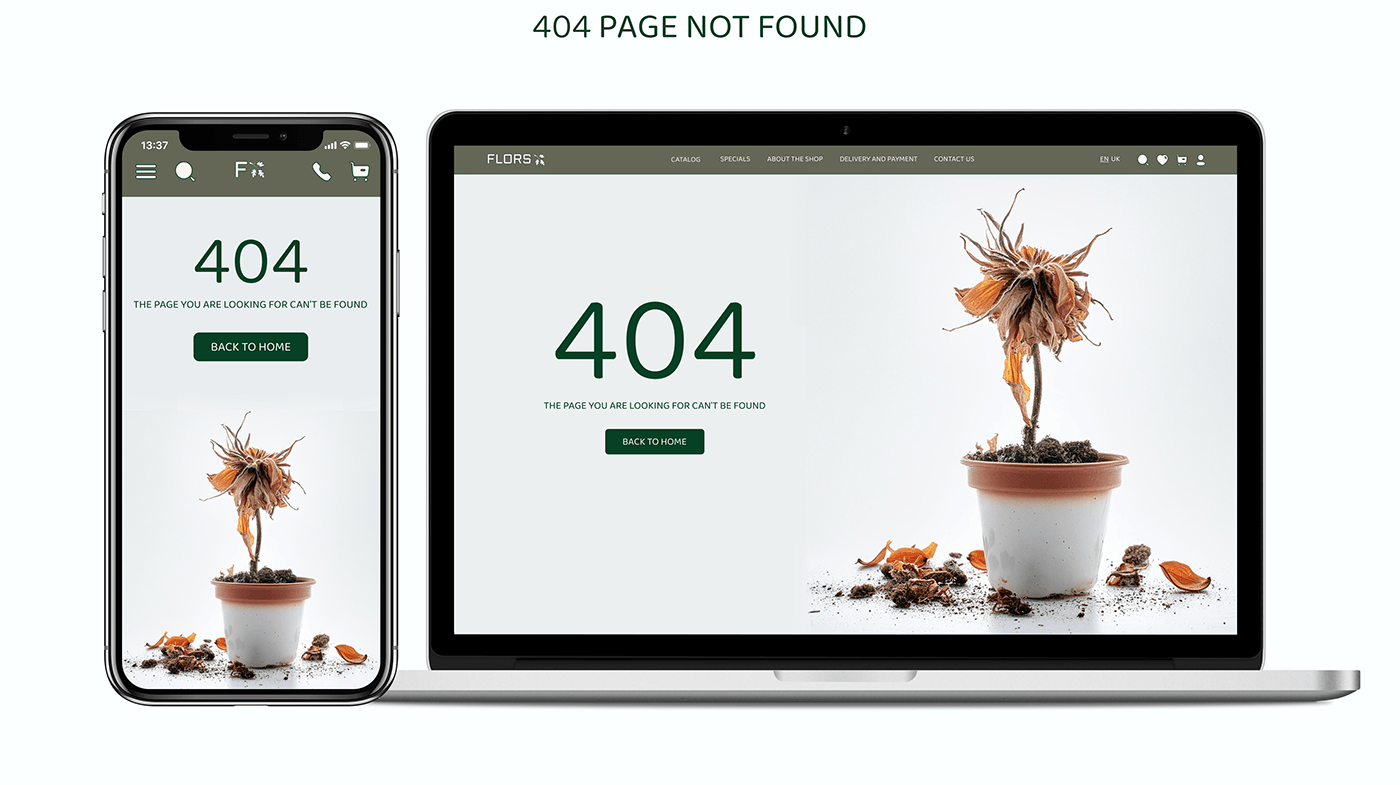 404 PAGE NOT FOUND
13:37
F
404
THE PAGE YOU ARE LOOKING FOR CAN'T BE FOUND
BACK TO HOME
FLORS CATALOG SPECIALS ABOUT THE SHOP DELIVERY AND PAYMENT CONTACT US EN UK
404
THE PAGE YOU ARE LOOKING FOR CAN'T BE FOUND
BACK TO HOME